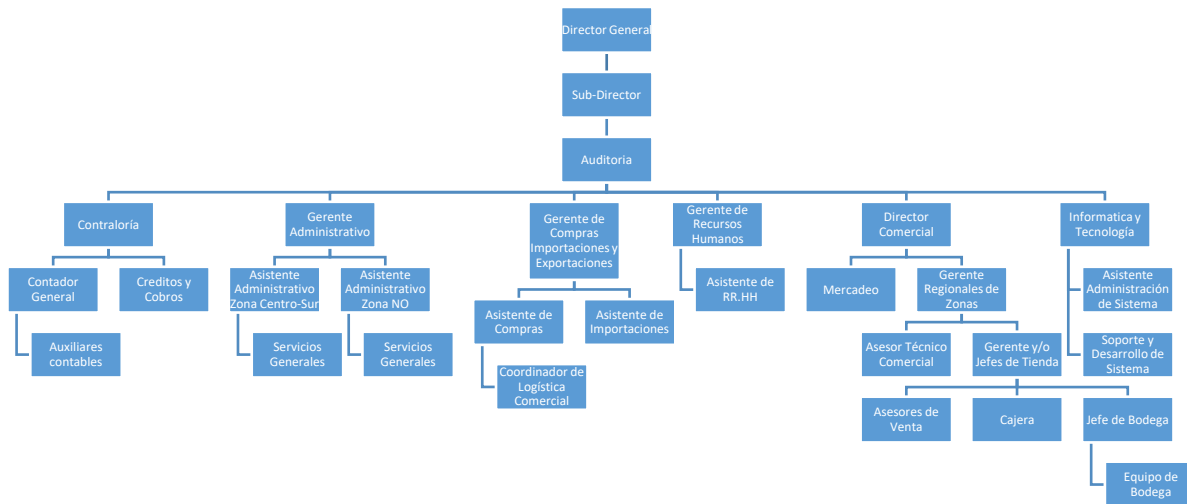 Director General
Sub-Director
Auditoria
Contraloría
Gerente
Administrativo
Gerente de
Compras
Importaciones y
Exportaciones
Gerente de
Recursos
Humanos
Director
Comercial
Informatica y
Tecnología
Contador
General
Creditos y
Cobros
Asistente
Administrativo
Zona Centro-Sur
Asistente
Administrativo
Zona NO
Asistente de
RR.HH
Mercadeo
Gerente
Regionales de
Zonas
Asistente
Administración
de Sistema
Auxiliares
contables
Servicios
Generales
Servicios
Generales
Asistente de
Compras
Asistente de
Importaciones
Asesor Técnico
Comercial
Gerente y/o
Jefes de Tienda
Soporte y
Desarrollo de
Sistema
Coordinador de
Logística
Comercial
Asesores de
Venta
Cajera
Jefe de Bodega
Equipo de
Bodega